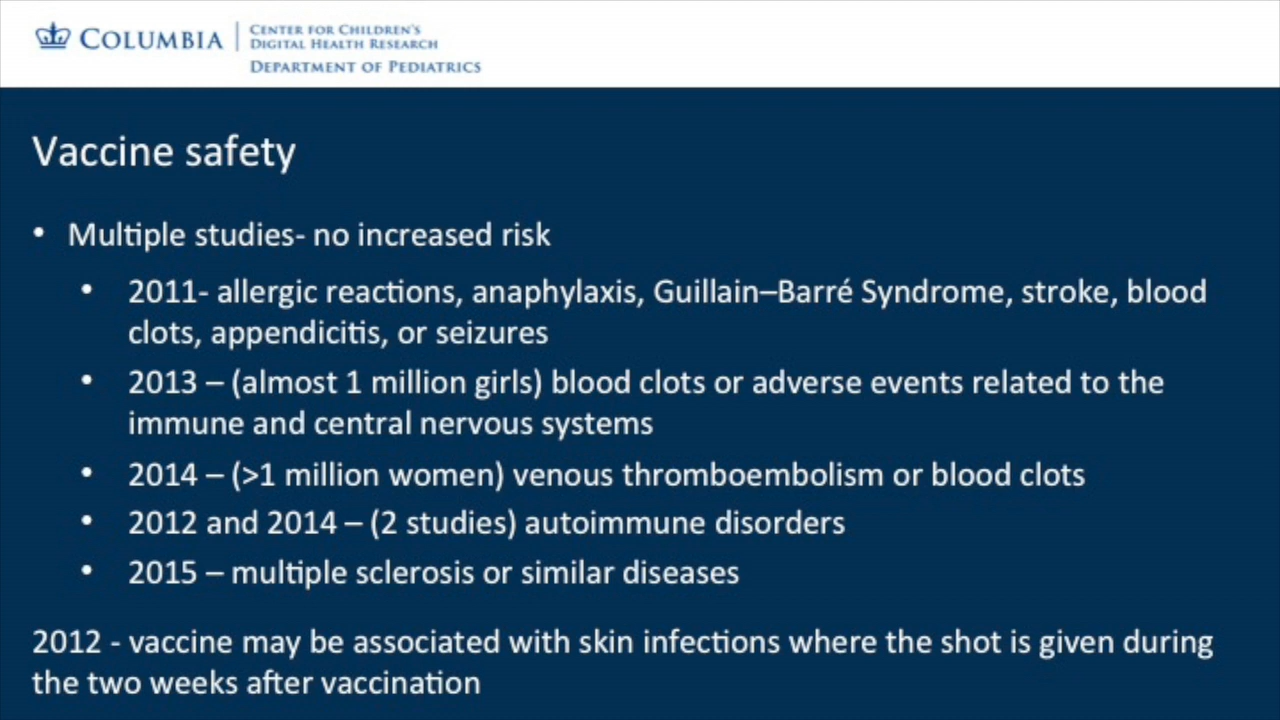 COLUMBIA
CENTER FOR CHILDREN'S
DIGITAL HEALTH RESEARCH
DEPARTMENT OF PEDIATRICS
Vaccine safety
• Multiple studies- no increased risk
• 2011- allergic reactions, anaphylaxis, Guillain–Barré Syndrome, stroke, blood
clots, appendicitis, or seizures
• 2013 – (almost 1 million girls) blood clots or adverse events related to the
immune and central nervous systems
• 2014 – (>1 million women) venous thromboembolism or blood clots
• 2012 and 2014 – (2 studies) autoimmune disorders
• 2015 – multiple sclerosis or similar diseases
2012 - vaccine may be associated with skin infections where the shot is given during
the two weeks after vaccination